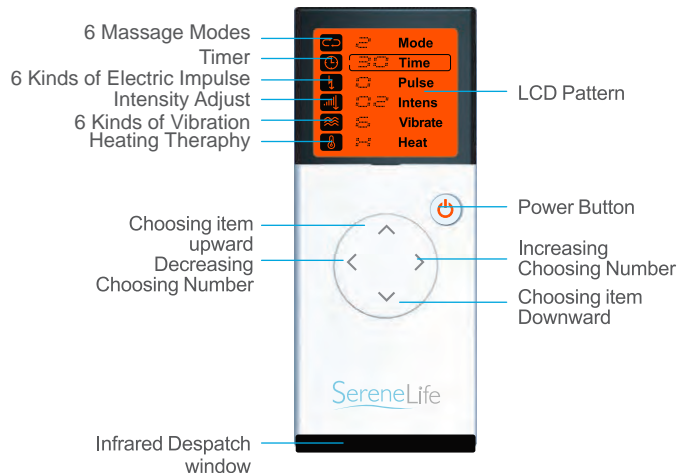 6 Massage Modes
Timer
6 Kinds of Electric Impulse
Intensity Adjust
6 Kinds of Vibration
Heating Theraphy
2 Mode
30 Time
0 Pulse
02 Intens
6 Vibrate
Heat
LCD Pattern
Power Button
Choosing item
upward
Decreasing
Choosing Number
Increasing
Choosing Number
Choosing item
Downward
SereneLife
Infrared Despatch
window